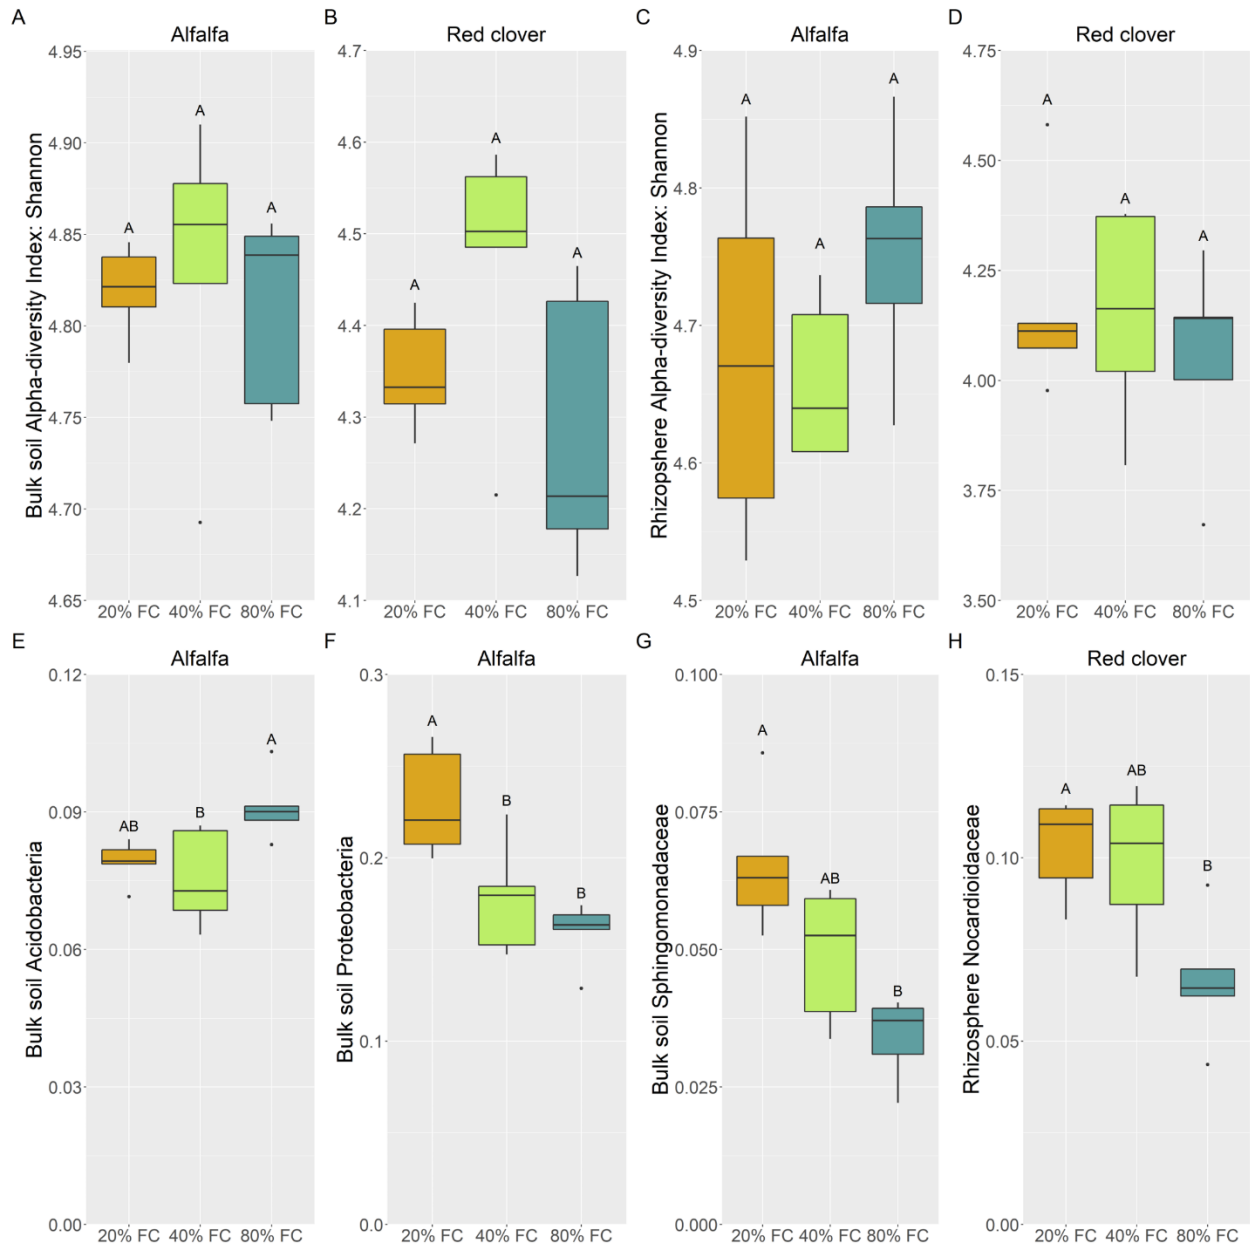 A B C D
Alfalfa Red clover Alfalfa Red clover
Bulk soil Alpha-diversity Index: Shannon
4.95
4.90
4.85
4.80
4.75
4.70
4.65
A A A
20% FC 40% FC 80% FC
4.7
4.6
4.5
4.4
4.3
4.2
4.1
A A A
20% FC 40% FC 80% FC
Rhizopshere Alpha-diversity Index: Shannon
4.9
4.8
4.7
4.6
4.5
A A A
20% FC 40% FC 80% FC
4.75
4.50
4.25
4.00
3.75
3.50
A A A
20% FC 40% FC 80% FC
E F G H
Alfalfa Alfalfa Alfalfa Red clover
Bulk soil Acidobacteria
0.12
0.09
0.06
0.03
0.00
AB B A
20% FC 40% FC 80% FC
Bulk soil Proteobacteria
0.3
0.2
0.1
0.0
A B B
20% FC 40% FC 80% FC
Bulk soil Sphingomonadaceae
0.100
0.075
0.050
0.025
0.000
A AB B
20% FC 40% FC 80% FC
Rhizosphere Nocardioidaceae
0.15
0.10
0.05
0.00
A AB B
20% FC 40% FC 80% FC